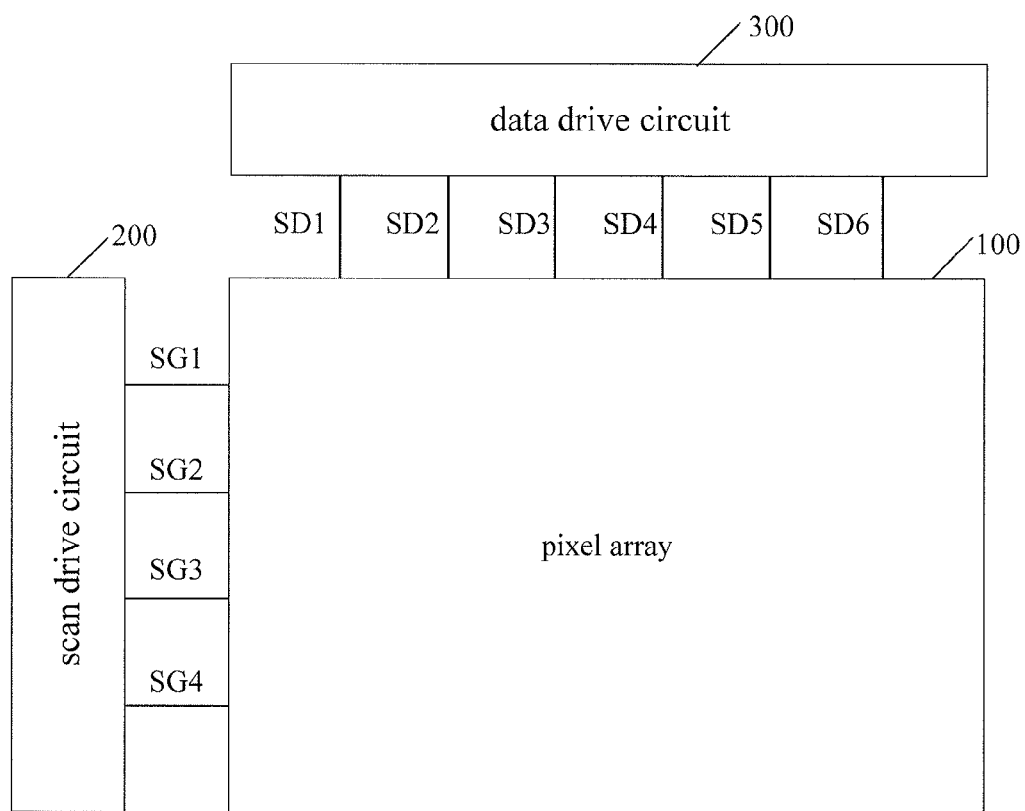 300
data drive circuit
SD1 SD2 SD3 SD4 SD5 SD6
200
100
SG1
SG2
SG3
SG4
scan drive circuit
pixel array